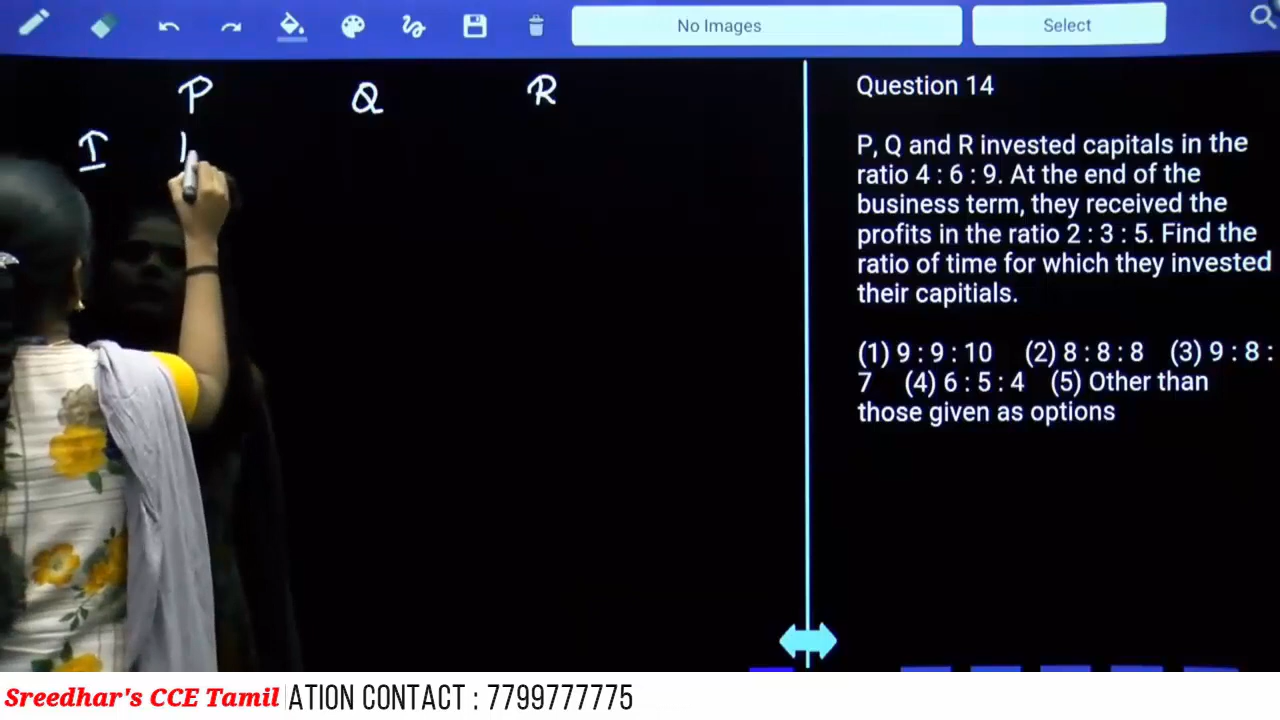 No Images
Select
P Q R
I
Question 14
P, Q and R invested capitals in the
ratio 4 : 6 : 9. At the end of the
business term, they received the
profits in the ratio 2 : 3 : 5. Find the
ratio of time for which they invested
their capitials.
(1) 9 : 9 : 10 (2) 8 : 8 : 8 (3) 9 : 8 :
7 (4) 6 : 5 : 4 (5) Other than
those given as options
Sreedhar's CCE Tamil ATION CONTACT : 7799777775